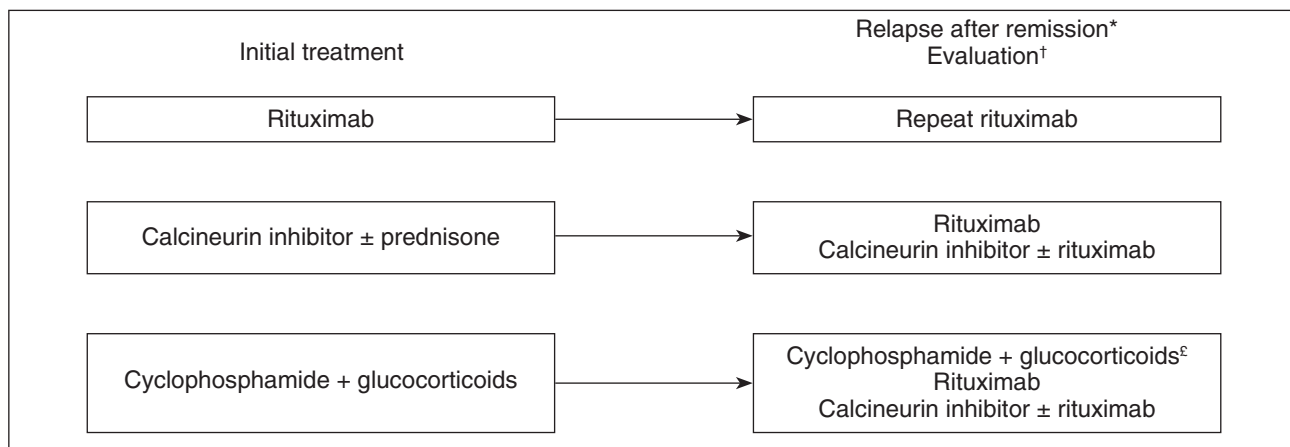 Initial treatment
Relapse after remission*
Evaluation†
Rituximab
Repeat rituximab
Calcineurin inhibitor ± prednisone
Rituximab
Calcineurin inhibitor ± rituximab
Cyclophosphamide + glucocorticoids
Cyclophosphamide + glucocorticoids£
Rituximab
Calcineurin inhibitor ± rituximab